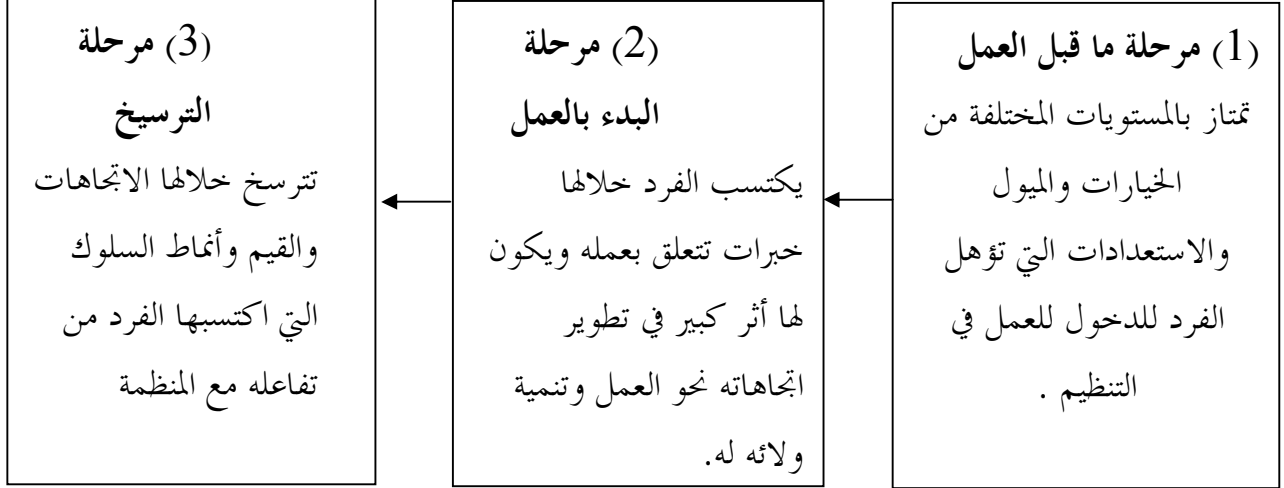 (1) مرحلة ما قبل العمل
تمتاز بالمستويات المختلفة من
الخيارات والميول
والاستعدادات التي تؤهل
الفرد للدخول للعمل في
التنظيم .
(2) مرحلة
البدء بالعمل
يكتسب الفرد خلالها
خبرات تتعلق بعمله ويكون
لها أثر كبير في تطوير
اتجاهاته نحو العمل وتنمية
ولائه له.
(3) مرحلة
الترسيخ
تترسخ خلالها الاتجاهات
والقيم وأنماط السلوك
التي اكتسبها الفرد من
تفاعله مع المنظمة